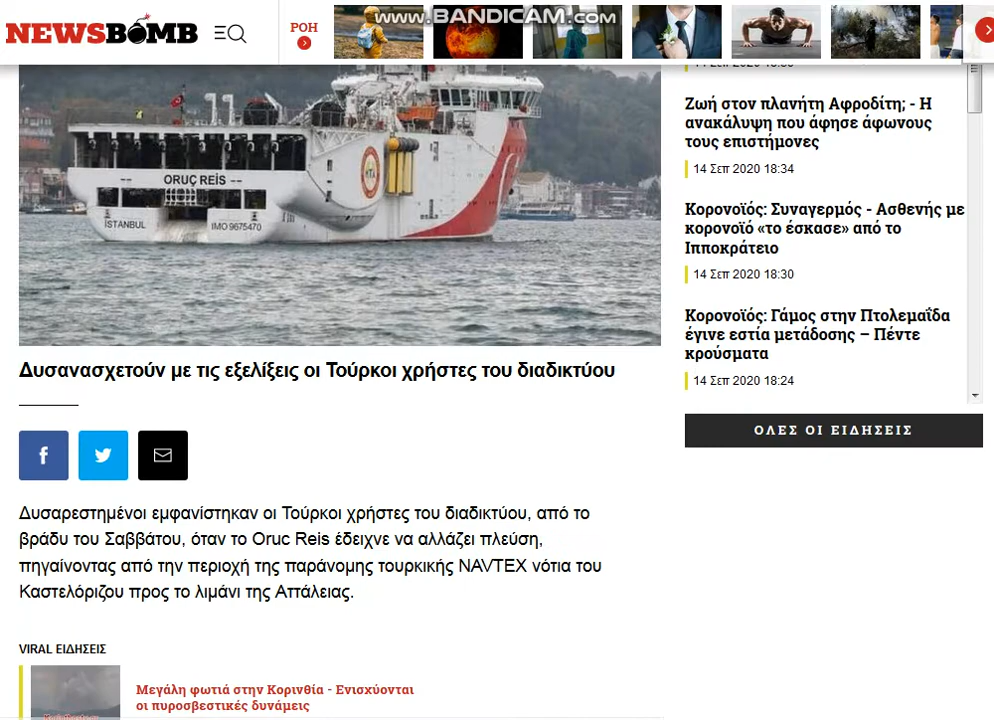 NEWSBOMB
ΡΟΗ
www.BANDICAM.com
ORUÇ REİS
İSTANBUL
IMO 9675470
Δυσανασχετούν με τις εξελίξεις οι Τούρκοι χρήστες του διαδικτύου
Δυσαρεστημένοι εμφανίστηκαν οι Τούρκοι χρήστες του διαδικτύου, από το
βράδυ του Σαββάτου, όταν το Oruc Reis έδειχνε να αλλάζει πλεύση,
πηγαίνοντας από την περιοχή της παράνομης τουρκικής NAVTEX νότια του
Καστελόριζου προς το λιμάνι της Αττάλειας.
VIRAL ΕΙΔΗΣΕΙΣ
Μεγάλη φωτιά στην Κορινθία - Ενισχύονται
οι πυροσβεστικές δυνάμεις
Ζωή στον πλανήτη Αφροδίτη; - Η
ανακάλυψη που άφησε άφωνους
τους επιστήμονες
14 Σεπ 2020 18:34
Κορονοϊός: Συναγερμός - Ασθενής με
κορονοϊό «το έσκασε» από το
Ιπποκράτειο
14 Σεπ 2020 18:30
Κορονοϊός: Γάμος στην Πτολεμαΐδα
έγινε εστία μετάδοσης – Πέντε
κρούσματα
14 Σεπ 2020 18:24
ΟΛΕΣ ΟΙ ΕΙΔΗΣΕΙΣ